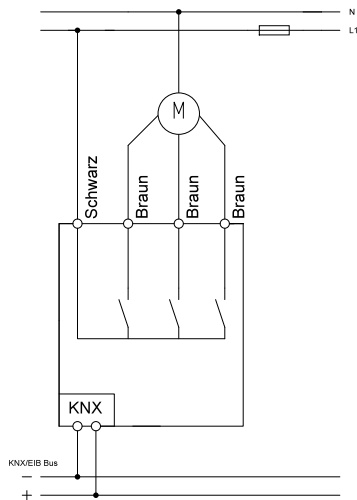 N
L1
M
Schwarz
Braun
Braun
Braun
KNX
KNX/EIB Bus
−
+